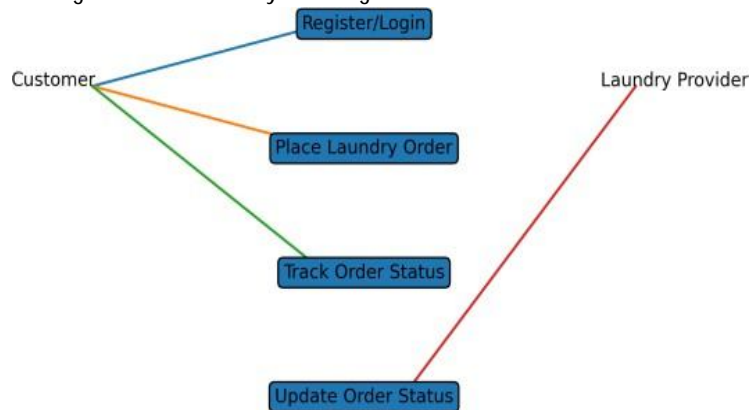 Register/Login
Customer
Laundry Provider
Place Laundry Order
Track Order Status
Update Order Status